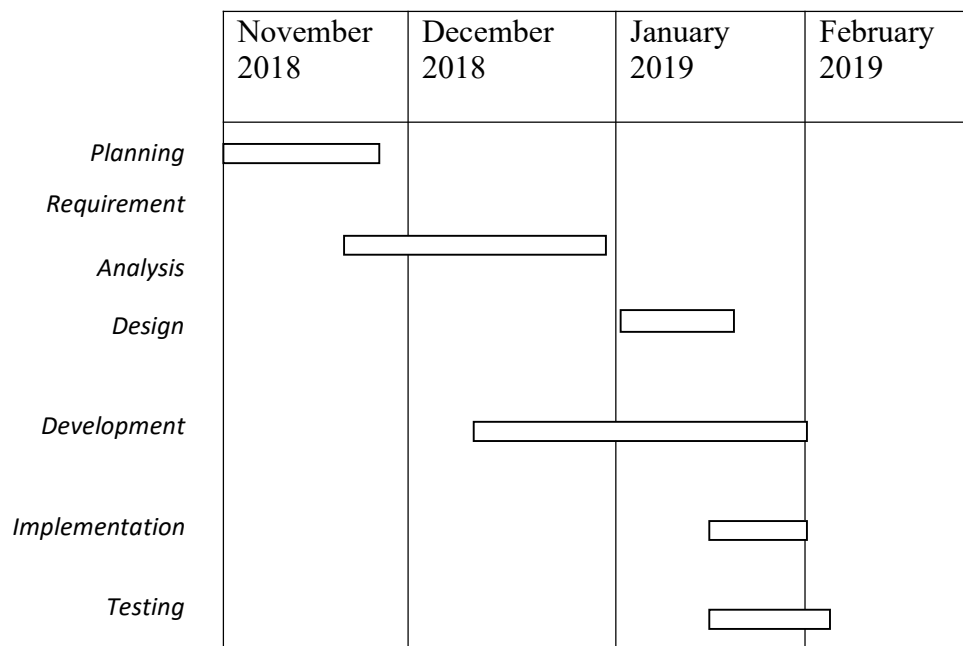 November
2018
December
2018
January
2019
February
2019
Planning
Requirement
Analysis
Design
Development
Implementation
Testing